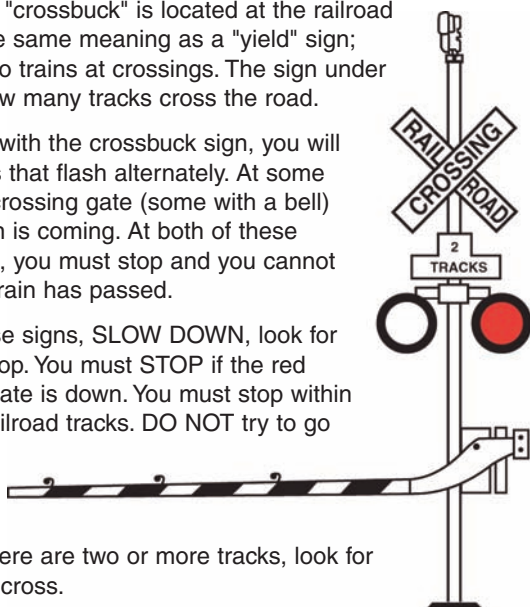 "crossbuck" is located at the railroad
same meaning as a "yield" sign;
o trains at crossings. The sign under
w many tracks cross the road.
with the crossbuck sign, you will
s that flash alternately. At some
crossing gate (some with a bell)
n is coming. At both of these
, you must stop and you cannot
rain has passed.
se signs, SLOW DOWN, look for
op. You must STOP if the red
ate is down. You must stop within
ilroad tracks. DO NOT try to go
ere are two or more tracks, look for
cross.
RAIL ROAD
CROSSING
2
TRACKS